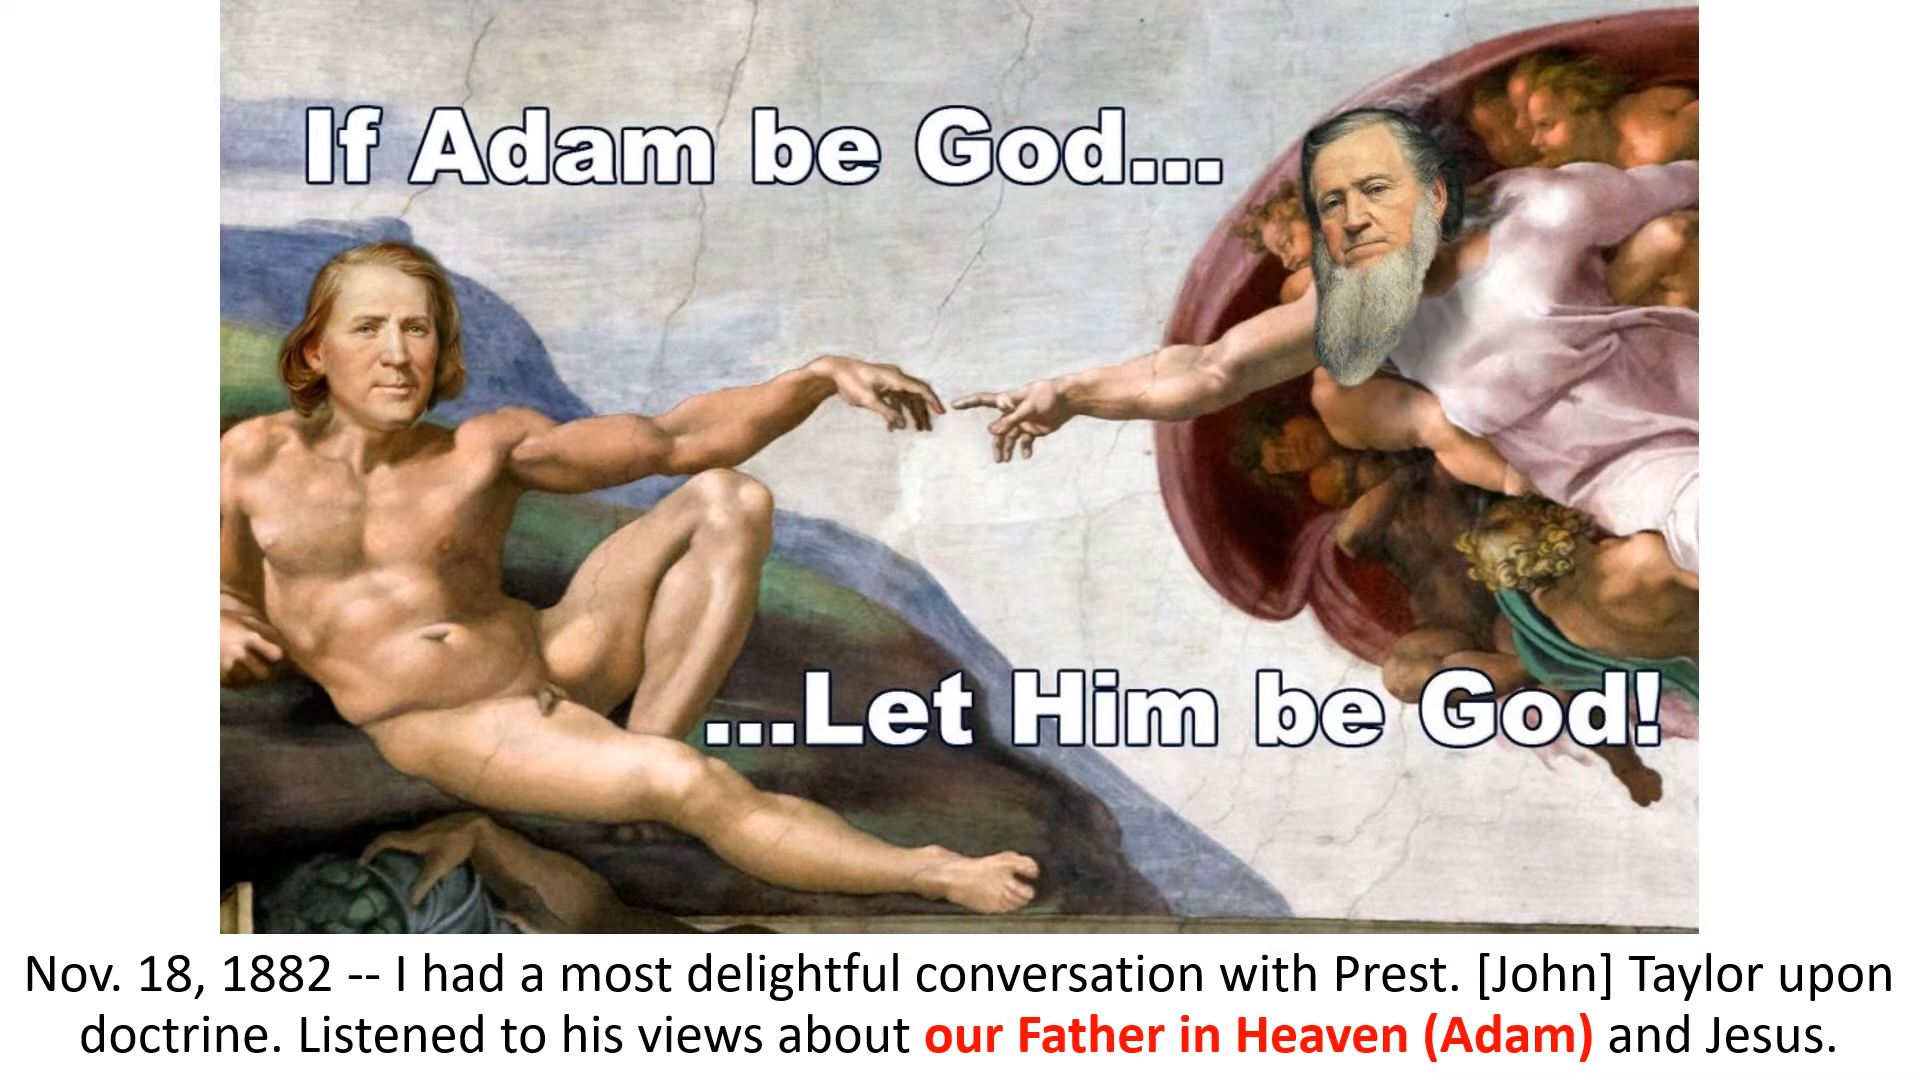 If Adam be God...
...Let Him be God!
Nov. 18, 1882 -- I had a most delightful conversation with Prest. [John] Taylor upon
doctrine. Listened to his views about our Father in Heaven (Adam) and Jesus.